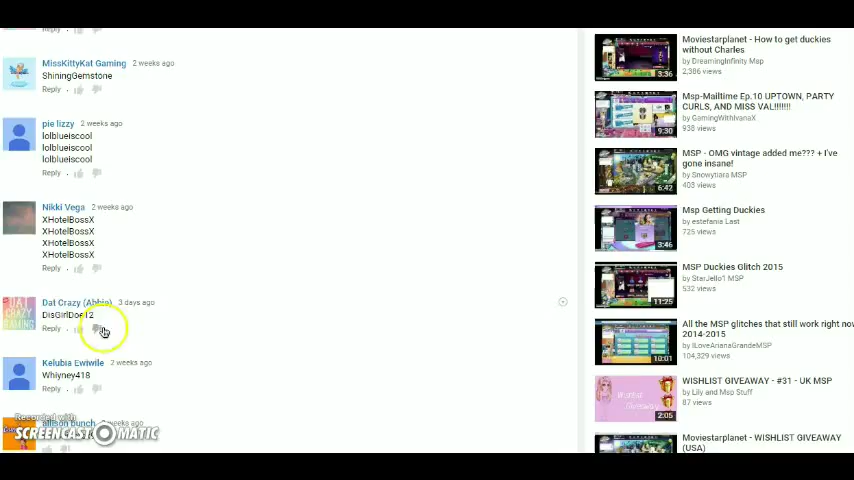 Reply
MissKittyKat Gaming 2 weeks ago
ShiningGemstone
Reply
pie lizzy 2 weeks ago
lolblueiscool
lolblueiscool
lolblueiscool
Reply
Nikki Vega 2 weeks ago
XHotelBossX
XHotelBossX
XHotelBossX
XHotelBossX
Reply
Dat Crazy (Abbie) 3 days ago
DisGirlDoe12
Reply
Kelubia Ewiwile 2 weeks ago
Whiyney418
Reply
allison bunch weeks ago
Recorded with
SCREENCAST-O-MATIC
Moviestarplanet - How to get duckies
without Charles
by DreamingInfinity Msp
2,386 views
3:36
Msp-Mailtime Ep.10 UPTOWN, PARTY
CURLS, AND MISS VAL!!!!!!!
by GamingWithIvanaX
938 views
9:30
MSP - OMG vintage added me??? + I've
gone insane!
by Snowytiara MSP
403 views
6:42
Msp Getting Duckies
by estefania Last
725 views
3:46
MSP Duckies Glitch 2015
by StarJello1 MSP
532 views
11:25
All the MSP glitches that still work right now
2014-2015
by ILoveArianaGrandeMSP
104,329 views
10:01
WISHLIST GIVEAWAY - #31 - UK MSP
by Lily and Msp Stuff
87 views
Wishlist
Giveaway
2:05
Moviestarplanet - WISHLIST GIVEAWAY
(USA)